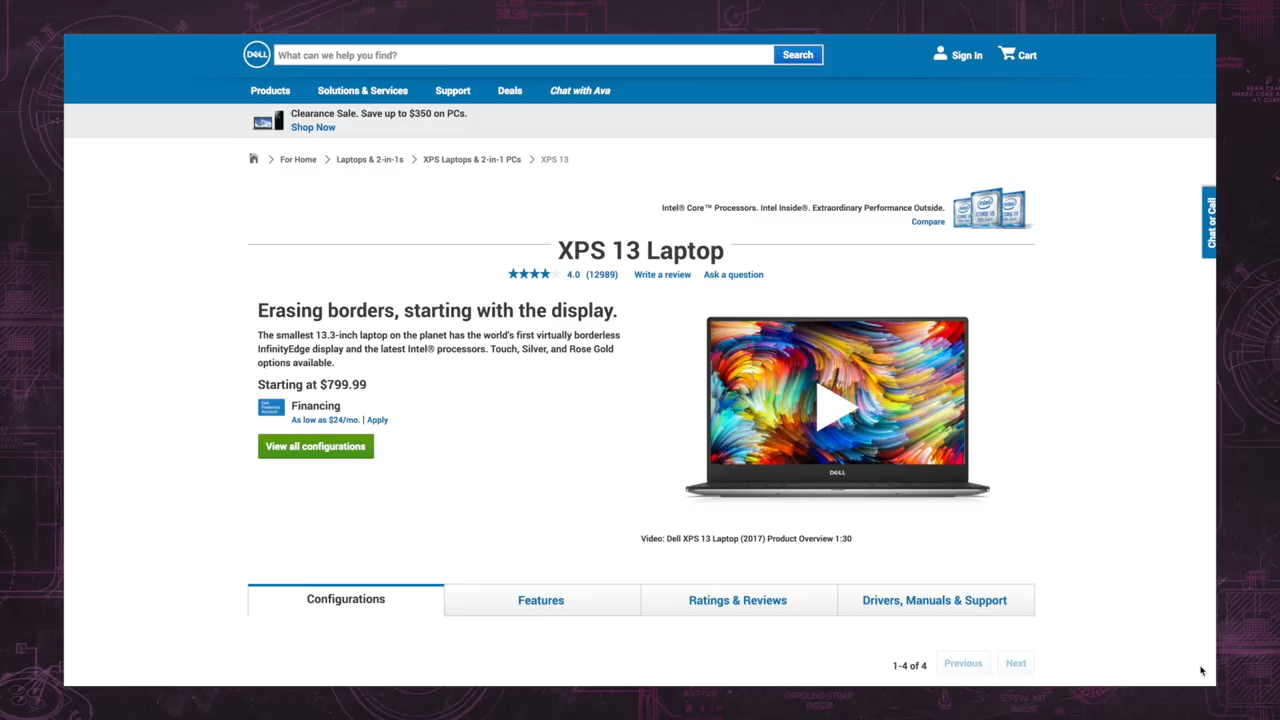 DELL
What can we help you find?
Search
Sign In
Cart
Products
Solutions & Services
Support
Deals
Chat with Ava
Clearance Sale. Save up to $350 on PCs.
Shop Now
For Home
Laptops & 2-in-1s
XPS Laptops & 2-in-1 PCs
XPS 13
Intel® Core™ Processors. Intel Inside®. Extraordinary Performance Outside.
Compare
Chat or Call
XPS 13 Laptop
4.0 (12989)
Write a review
Ask a question
Erasing borders, starting with the display.
The smallest 13.3-inch laptop on the planet has the world's first virtually borderless
InfinityEdge display and the latest Intel® processors. Touch, Silver, and Rose Gold
options available.
Starting at $799.99
Financing
As low as $24/mo. | Apply
View all configurations
DELL
Video: Dell XPS 13 Laptop (2017) Product Overview 1:30
Configurations
Features
Ratings & Reviews
Drivers, Manuals & Support
1-4 of 4
Previous
Next